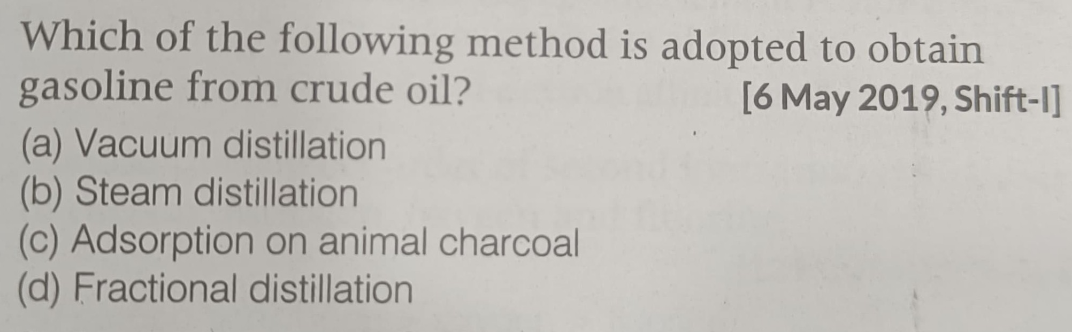 Which of the following method is adopted to obtain
gasoline from crude oil? [6 May 2019, Shift-I]
(a) Vacuum distillation
(b) Steam distillation
(c) Adsorption on animal charcoal
(d) Fractional distillation